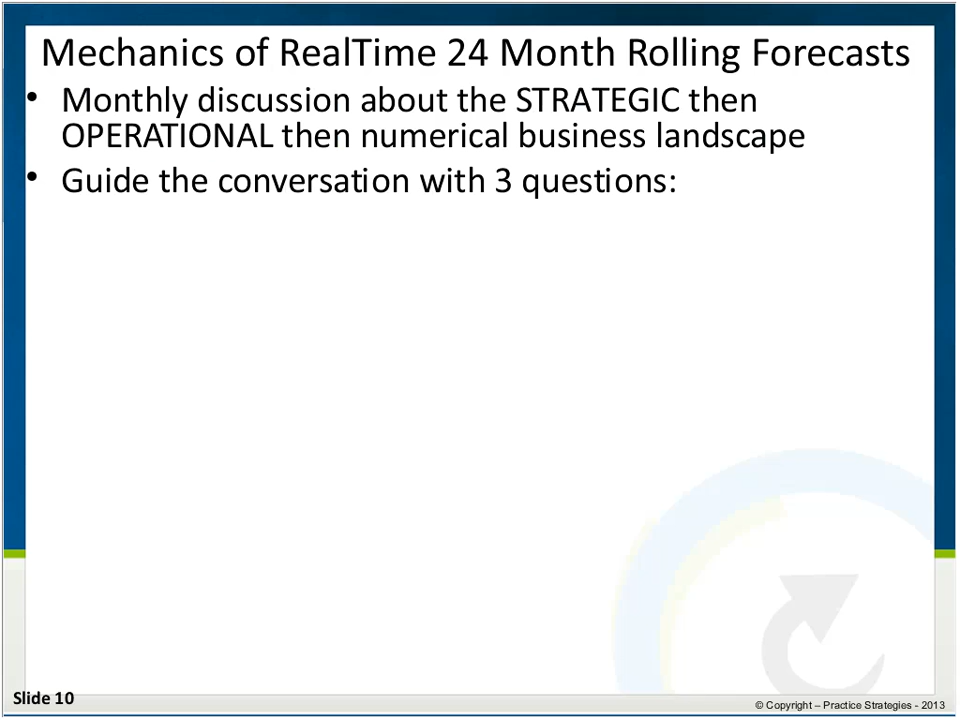 Mechanics of RealTime 24 Month Rolling Forecasts
• Monthly discussion about the STRATEGIC then
OPERATIONAL then numerical business landscape
• Guide the conversation with 3 questions:
Slide 10
© Copyright – Practice Strategies - 2013